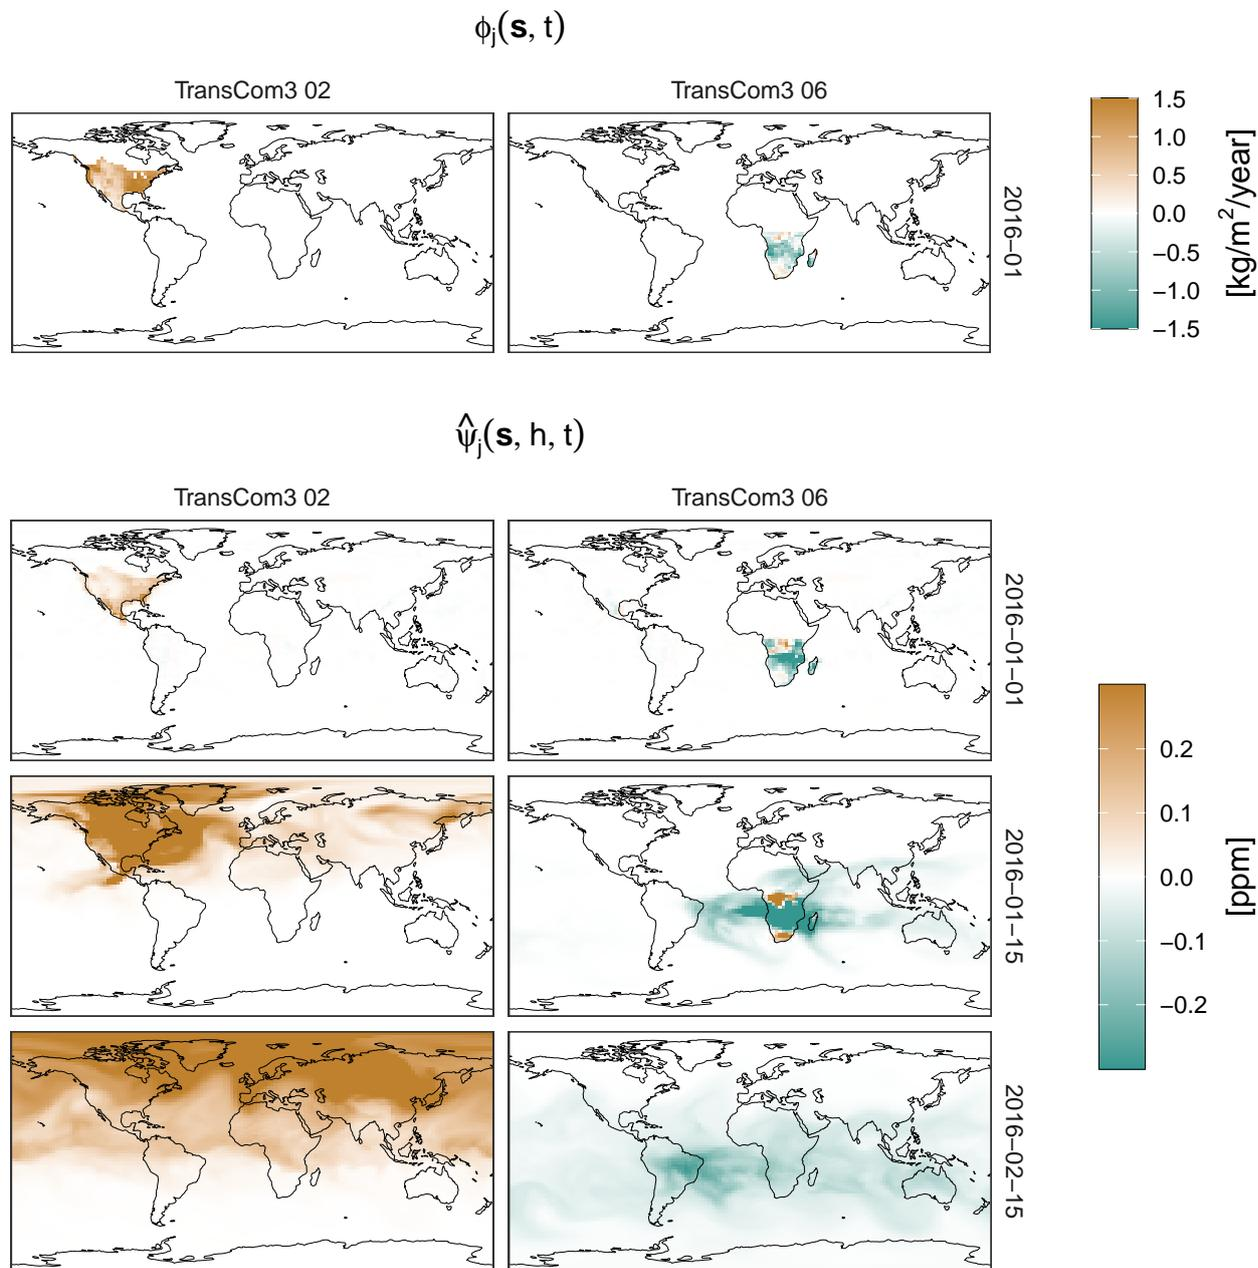 ϕj(s, t)
TransCom3 02
TransCom3 06
2016−01
1.5
1.0
0.5
0.0
−0.5
−1.0
−1.5
[kg/m²/year]
ψ̂j(s, h, t)
TransCom3 02
TransCom3 06
2016−01−01
2016−01−15
2016−02−15
0.2
0.1
0.0
−0.1
−0.2
[ppm]